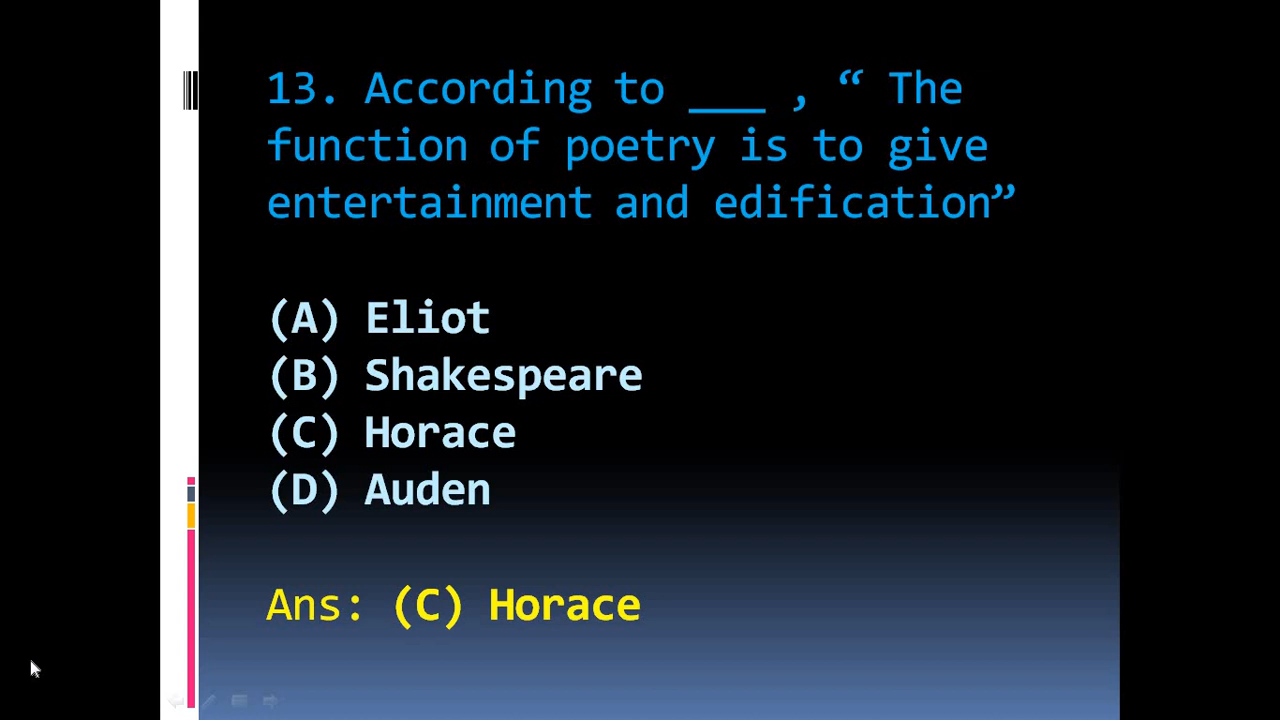 13. According to ___ , “ The
function of poetry is to give
entertainment and edification”
(A) Eliot
(B) Shakespeare
(C) Horace
(D) Auden
Ans: (C) Horace